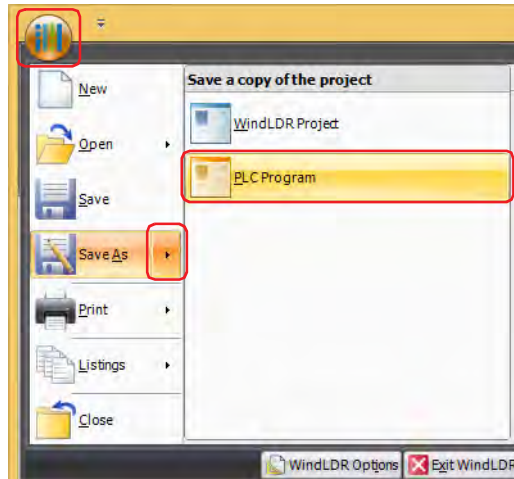 New
Open
Save
Save As
Print
Listings
Close
Save a copy of the project
WindLDR Project
PLC Program
WindLDR Options
Exit WindLDR